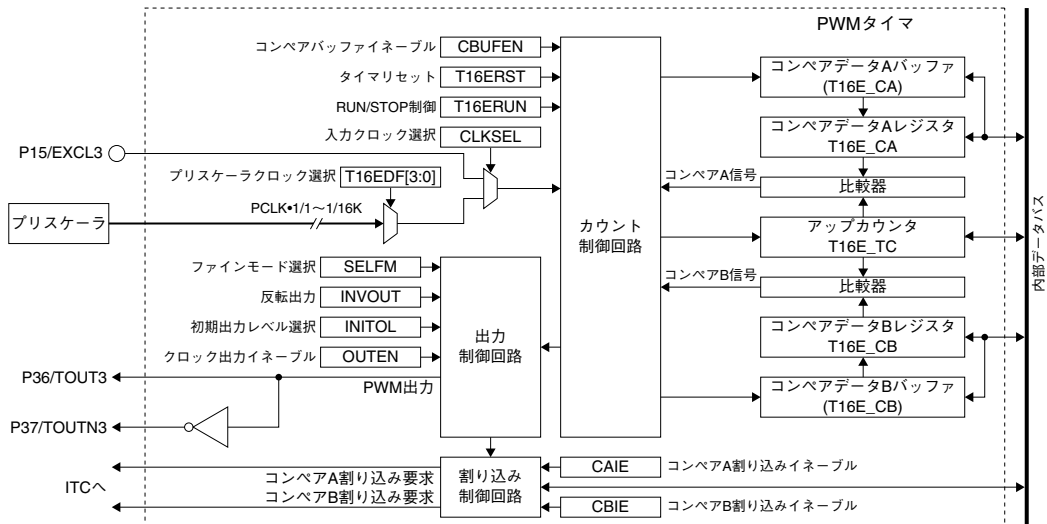 PWMタイマ
コンペアバッファイネーブル CBUFEN
タイマリセット T16ERST
RUN/STOP制御 T16ERUN
入力クロック選択 CLKSEL
P15/EXCL3
プリスケーラクロック選択 T16EDF[3:0]
PCLK•1/1～1/16K
プリスケーラ
カウント
制御回路
コンペアデータAバッファ
(T16E_CA)
コンペアデータAレジスタ
T16E_CA
コンペアA信号
比較器
アップカウンタ
T16E_TC
コンペアB信号
比較器
コンペアデータBレジスタ
T16E_CB
コンペアデータBバッファ
(T16E_CB)
内部データバス
ファインモード選択 SELFM
反転出力 INVOUT
初期出力レベル選択 INITOL
クロック出力イネーブル OUTEN
出力
制御回路
P36/TOUT3
PWM出力
P37/TOUTN3
ITCへ
コンペアA割り込み要求
コンペアB割り込み要求
割り込み
制御回路
CAIE コンペアA割り込みイネーブル
CBIE コンペアB割り込みイネーブル